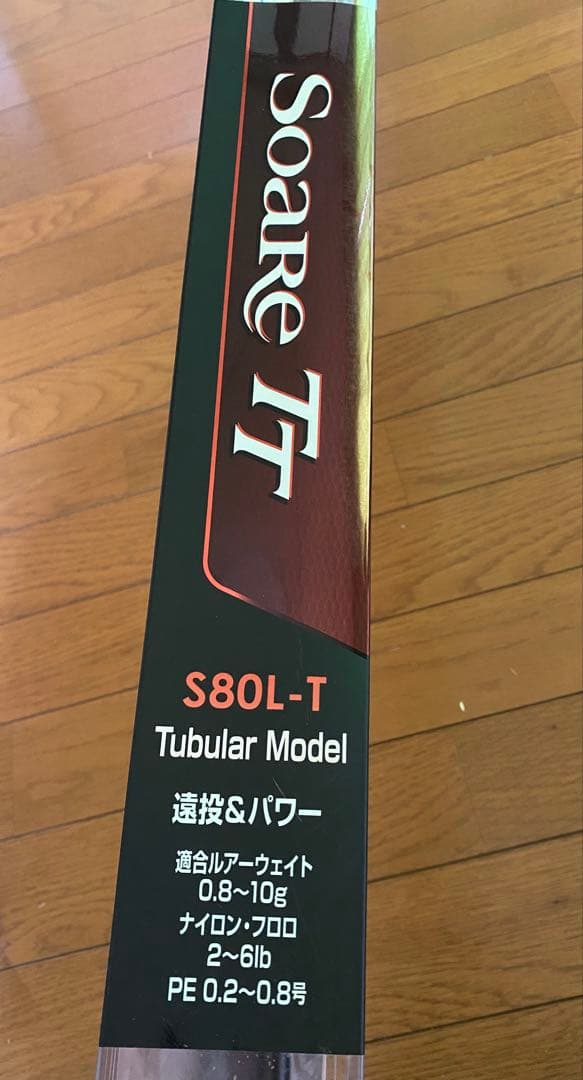 SoaRe TT
S80L-T
Tubular Model
遠投&パワー
適合ルアーウェイト
0.8〜10g
ナイロン・フロロ
2〜6lb
PE 0.2〜0.8号